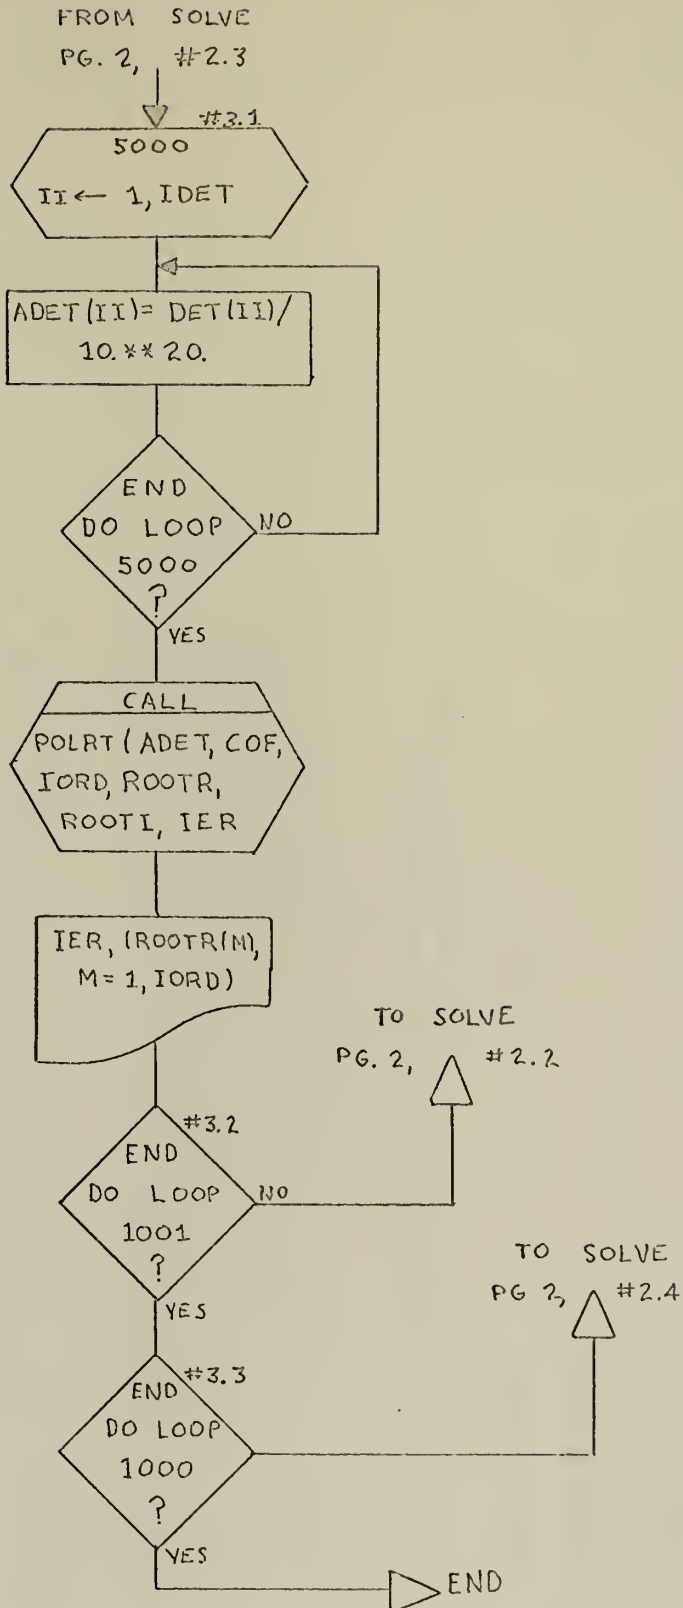 FROM SOLVE
PG. 2, #2.3
#3.1
5000
II ← 1, IDET
ADET(II)= DET(II)/
10.** 20.
END
DO LOOP
5000
?
NO
YES
CALL
POLRT (ADET, COF,
IORD, ROOTR,
ROOTI, IER
IER, (ROOTR(M),
M= 1, IORD)
TO SOLVE
PG. 2, #2.2
#3.2
END
DO LOOP
1001
?
NO
YES
TO SOLVE
PG 2, #2.4
#3.3
END
DO LOOP
1000
?
YES
END